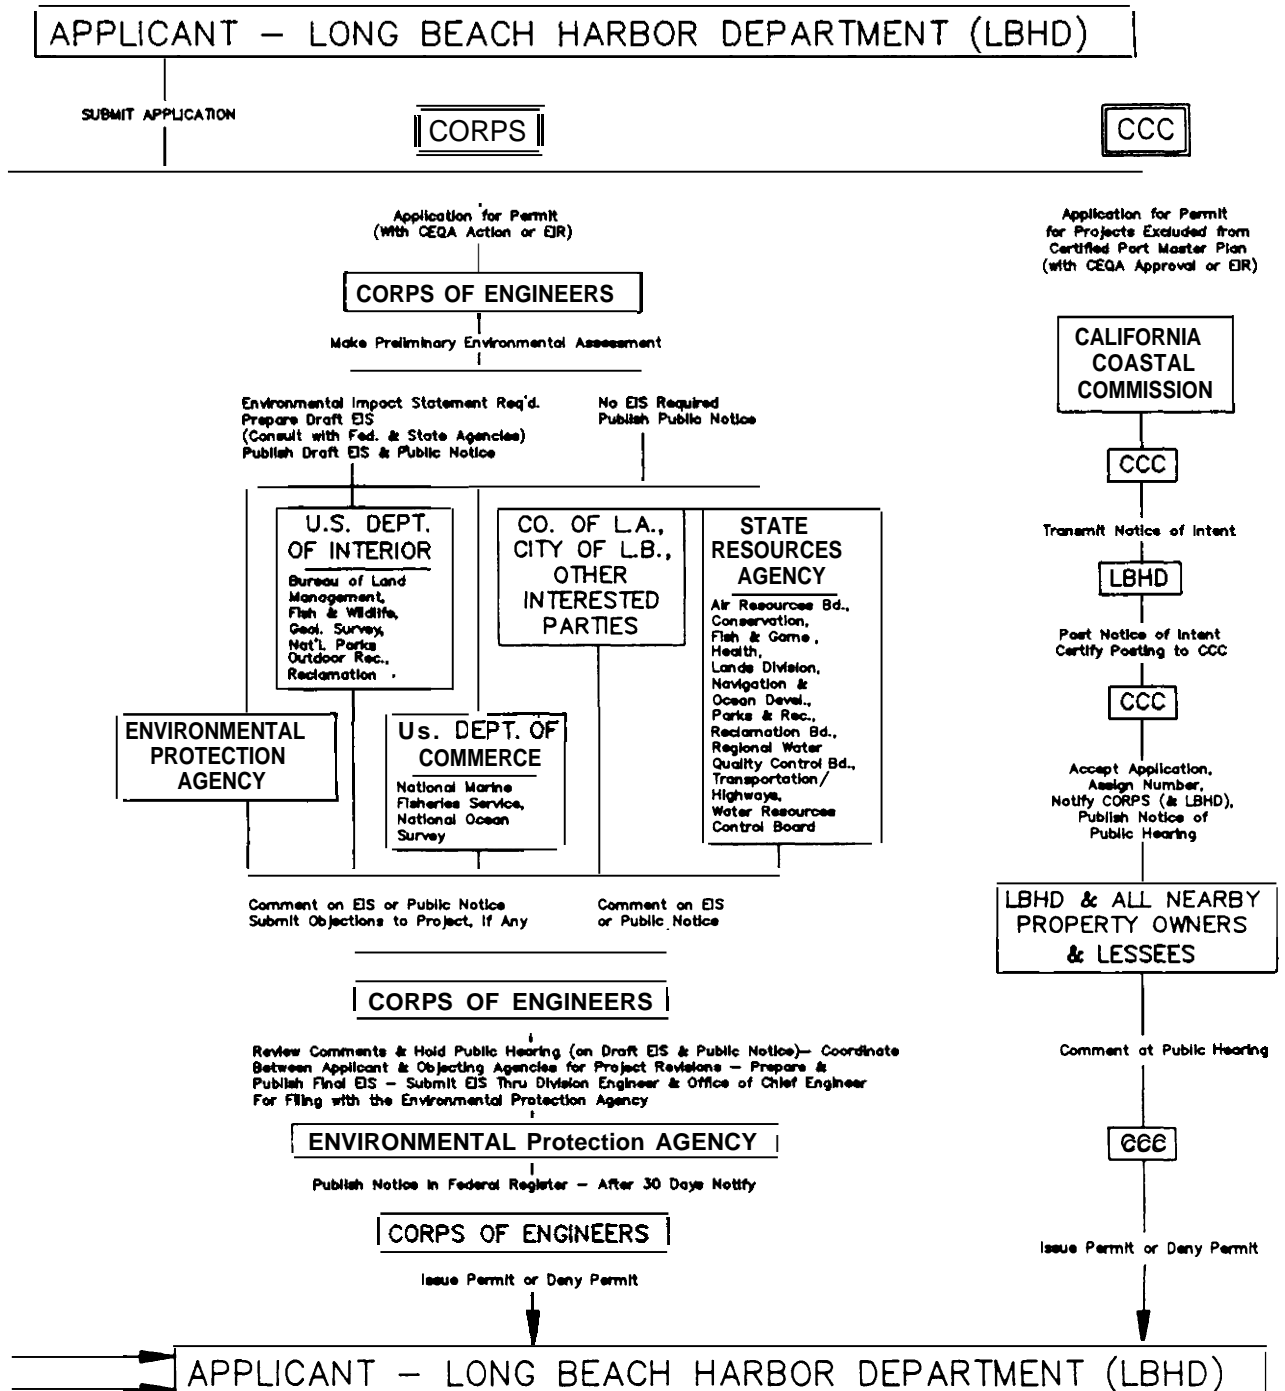 APPLICANT – LONG BEACH HARBOR DEPARTMENT (LBHD)
SUBMIT APPLICATION
CORPS
CCC
Application for Permit
(With CEQA Action or EIR)
Application for Permit
for Projects Excluded from
Certified Port Master Plan
(with CEQA Approval or EIR)
CORPS OF ENGINEERS
Make Preliminary Environmental Assessment
CALIFORNIA
COASTAL
COMMISSION
Environmental Impact Statement Req'd.
Prepare Draft EIS
(Consult with Fed. & State Agencies)
Publish Draft EIS & Public Notice
No EIS Required
Publish Public Notice
CCC
Transmit Notice of Intent
LBHD
Post Notice of Intent
Certify Posting to CCC
CCC
Accept Application,
Assign Number,
Notify CORPS (& LBHD),
Publish Notice of
Public Hearing
U.S. DEPT.
OF INTERIOR
Bureau of Land
Management,
Fish & Wildlife,
Geol. Survey,
Nat'l. Parks
Outdoor Rec.,
Reclamation
CO. OF L.A.,
CITY OF L.B.,
OTHER
INTERESTED
PARTIES
STATE
RESOURCES
AGENCY
Air Resources Bd.,
Conservation,
Fish & Game,
Health,
Lands Division,
Navigation &
Ocean Devel.,
Parks & Rec.,
Reclamation Bd.,
Regional Water
Quality Control Bd.,
Transportation/
Highways,
Water Resources
Control Board
ENVIRONMENTAL
PROTECTION
AGENCY
Us. DEPT. OF
COMMERCE
National Marine
Fisheries Service,
National Ocean
Survey
Comment on EIS or Public Notice
Submit Objections to Project, If Any
Comment on EIS
or Public Notice
LBHD & ALL NEARBY
PROPERTY OWNERS
& LESSEES
CORPS OF ENGINEERS
Review Comments & Hold Public Hearing (on Draft EIS & Public Notice)– Coordinate
Between Applicant & Objecting Agencies for Project Revisions – Prepare &
Publish Final EIS – Submit EIS Thru Division Engineer & Office of Chief Engineer
For Filing with the Environmental Protection Agency
Comment at Public Hearing
ENVIRONMENTAL Protection AGENCY
CCC
Publish Notice in Federal Register – After 30 Days Notify
CORPS OF ENGINEERS
Issue Permit or Deny Permit
Issue Permit or Deny Permit
APPLICANT – LONG BEACH HARBOR DEPARTMENT (LBHD)